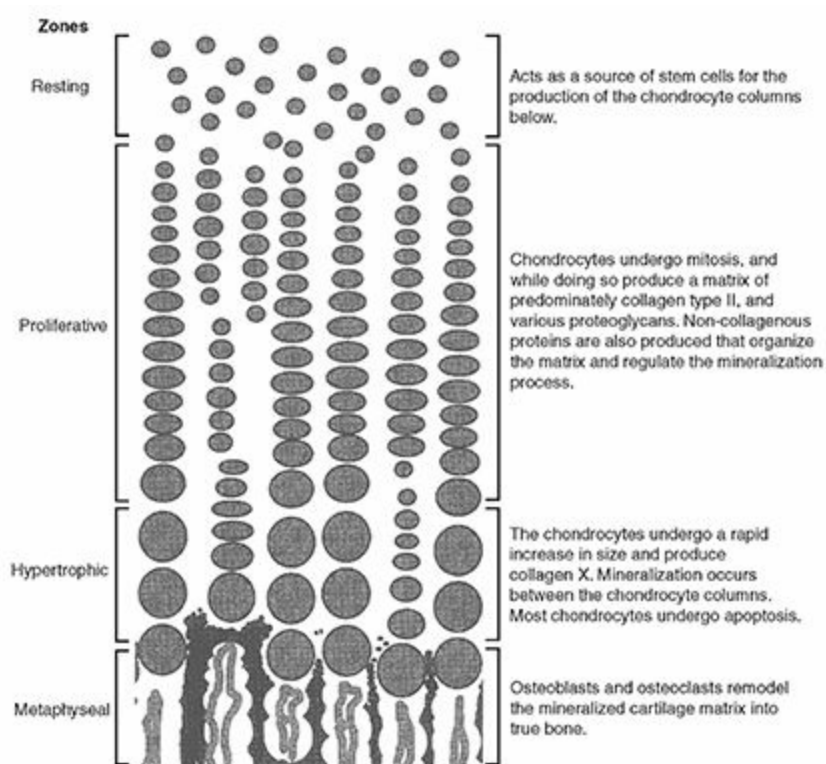 Zones
Resting
Acts as a source of stem cells for the
production of the chondrocyte columns
below.
Proliferative
Chondrocytes undergo mitosis, and
while doing so produce a matrix of
predominately collagen type II, and
various proteoglycans. Non-collagenous
proteins are also produced that organize
the matrix and regulate the mineralization
process.
Hypertrophic
The chondrocytes undergo a rapid
increase in size and produce
collagen X. Mineralization occurs
between the chondrocyte columns.
Most chondrocytes undergo apoptosis.
Metaphyseal
Osteoblasts and osteoclasts remodel
the mineralized cartilage matrix into
true bone.